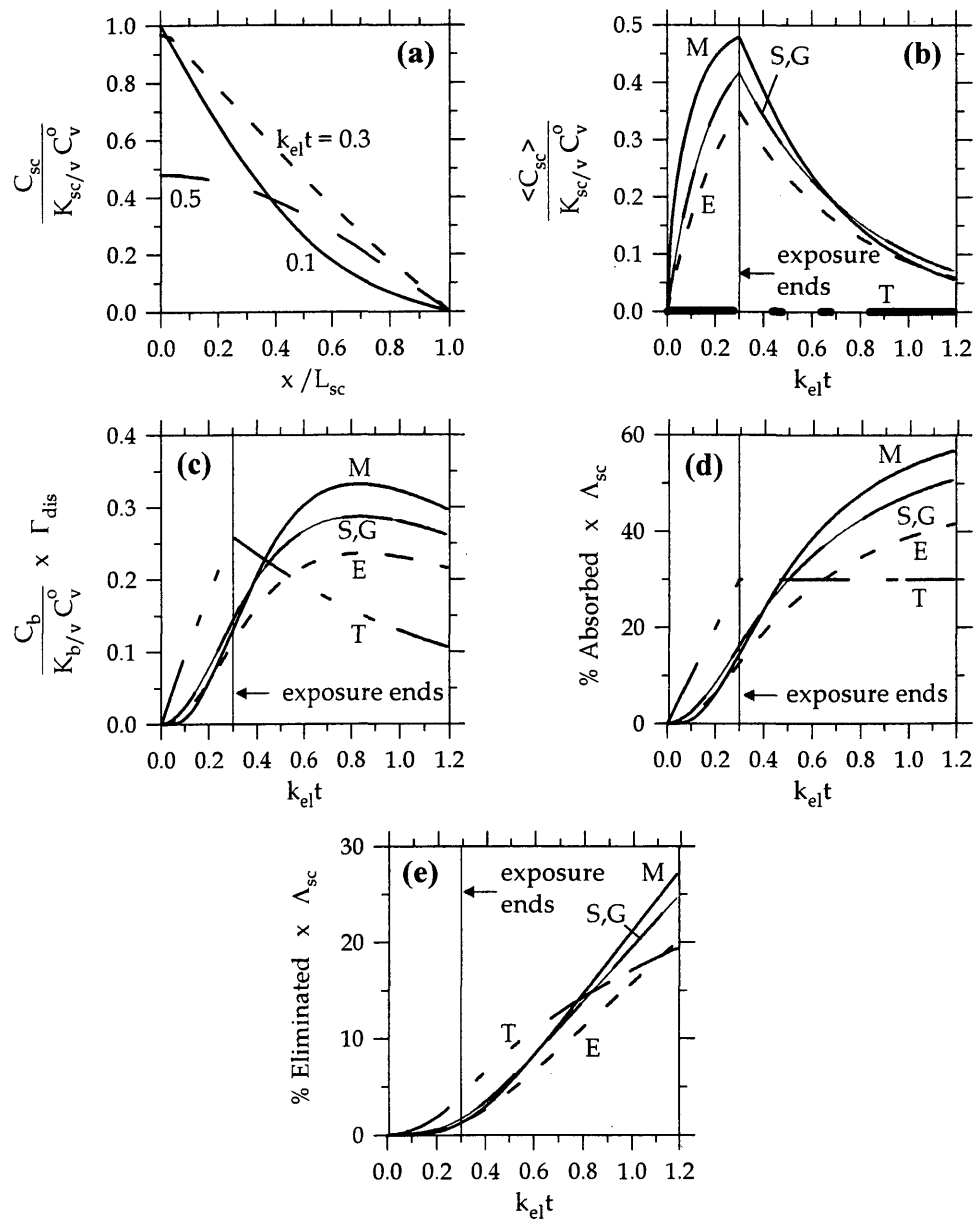 (a)
C_sc
K_sc/v C_v^o
1.0
0.8
0.6
0.4
0.2
0.0
k_el t = 0.3
0.5
0.1
0.0 0.2 0.4 0.6 0.8 1.0
x / L_sc
(b)
<C_sc>
K_sc/v C_v^o
0.5
0.4
0.3
0.2
0.1
0.0
M
S,G
E
exposure
ends
T
0.0 0.2 0.4 0.6 0.8 1.0 1.2
k_el t
(c)
C_b
K_b/v C_v^o
x Γ_dis
0.4
0.3
0.2
0.1
0.0
M
S,G
E
T
exposure ends
0.0 0.2 0.4 0.6 0.8 1.0 1.2
k_el t
(d)
% Absorbed x Λ_sc
60
40
20
0
M
S,G
E
T
exposure ends
0.0 0.2 0.4 0.6 0.8 1.0 1.2
k_el t
(e)
% Eliminated x Λ_sc
30
20
10
0
exposure
ends
M
S,G
T
E
0.0 0.2 0.4 0.6 0.8 1.0 1.2
k_el t